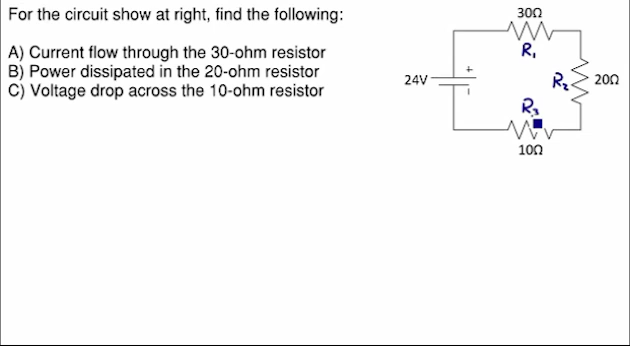 For the circuit show at right, find the following:
A) Current flow through the 30-ohm resistor
B) Power dissipated in the 20-ohm resistor
C) Voltage drop across the 10-ohm resistor
30Ω
R₁
24V
+
-
R₂
20Ω
R₃
10Ω